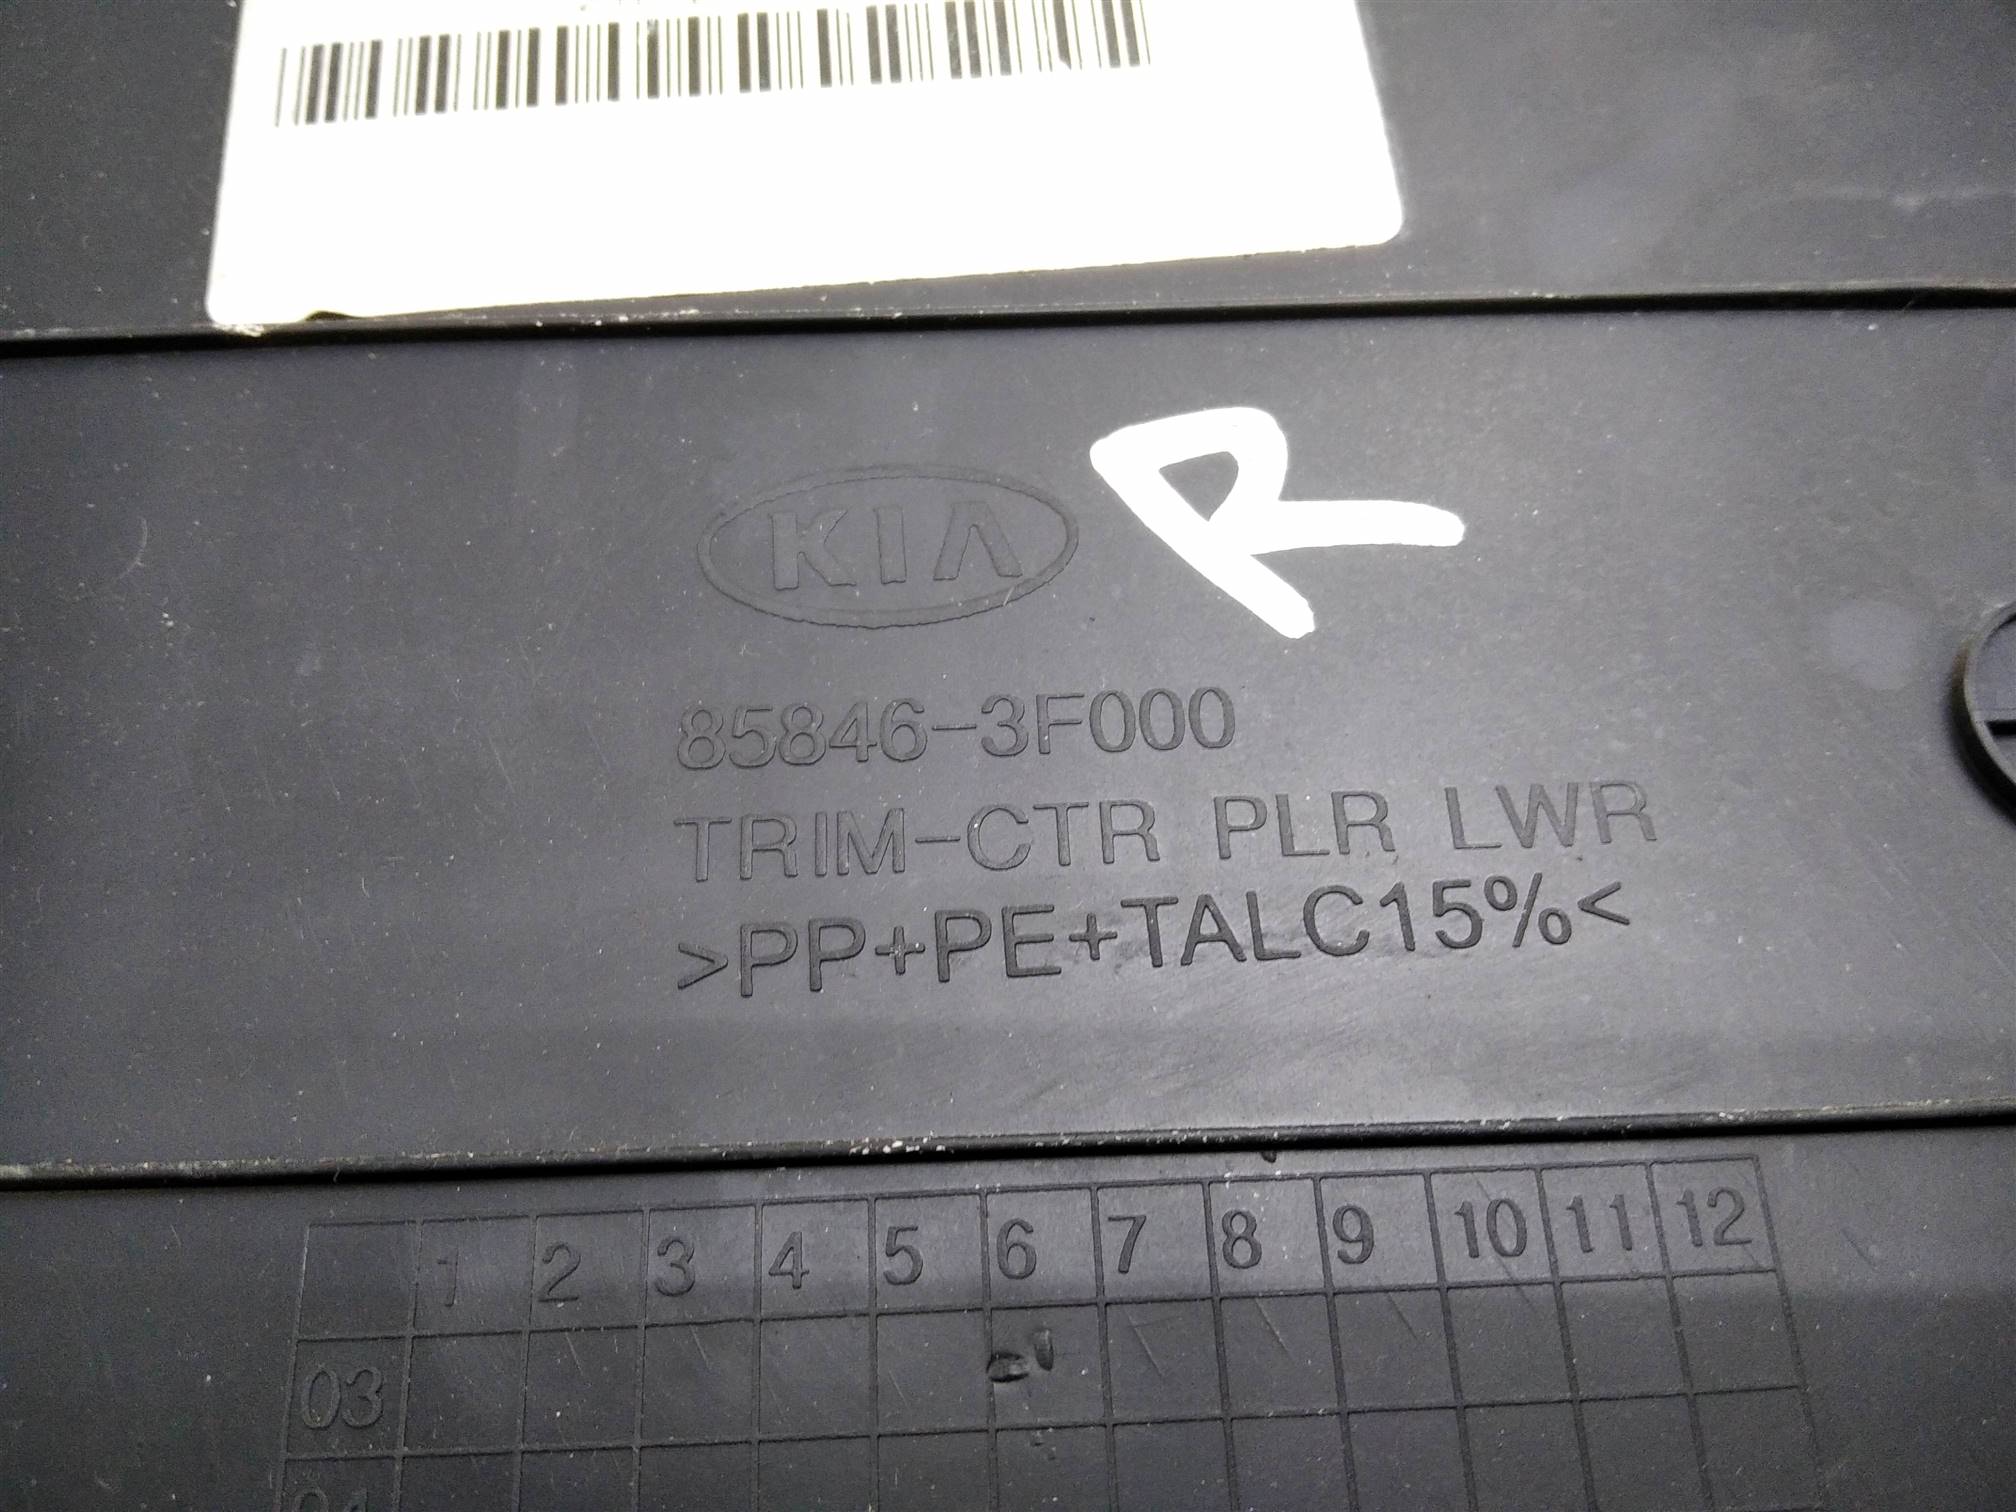 KIA
R
85846-3F000
TRIM-CTR PLR LWR
>PP+PE+TALC15%<
1 2 3 4 5 6 7 8 9 10 11 12
03